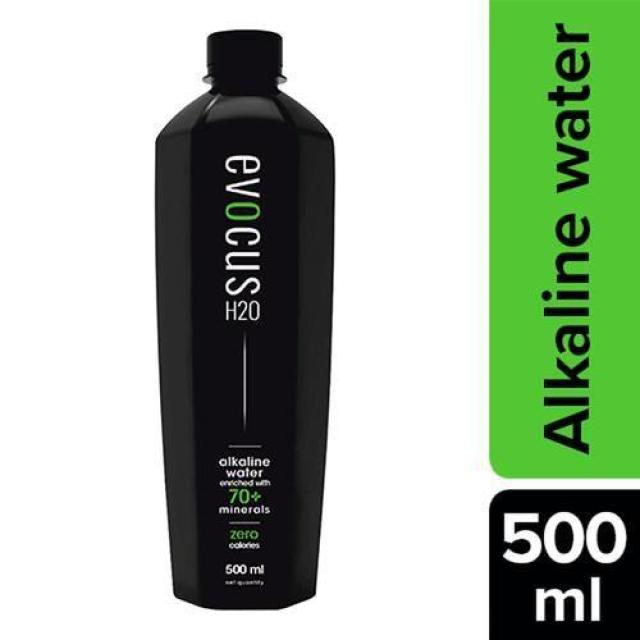 evocus
H2O
alkaline
water
enriched with
70+
minerals
zero
calories
500 ml
net quantity
Alkaline water
500
ml